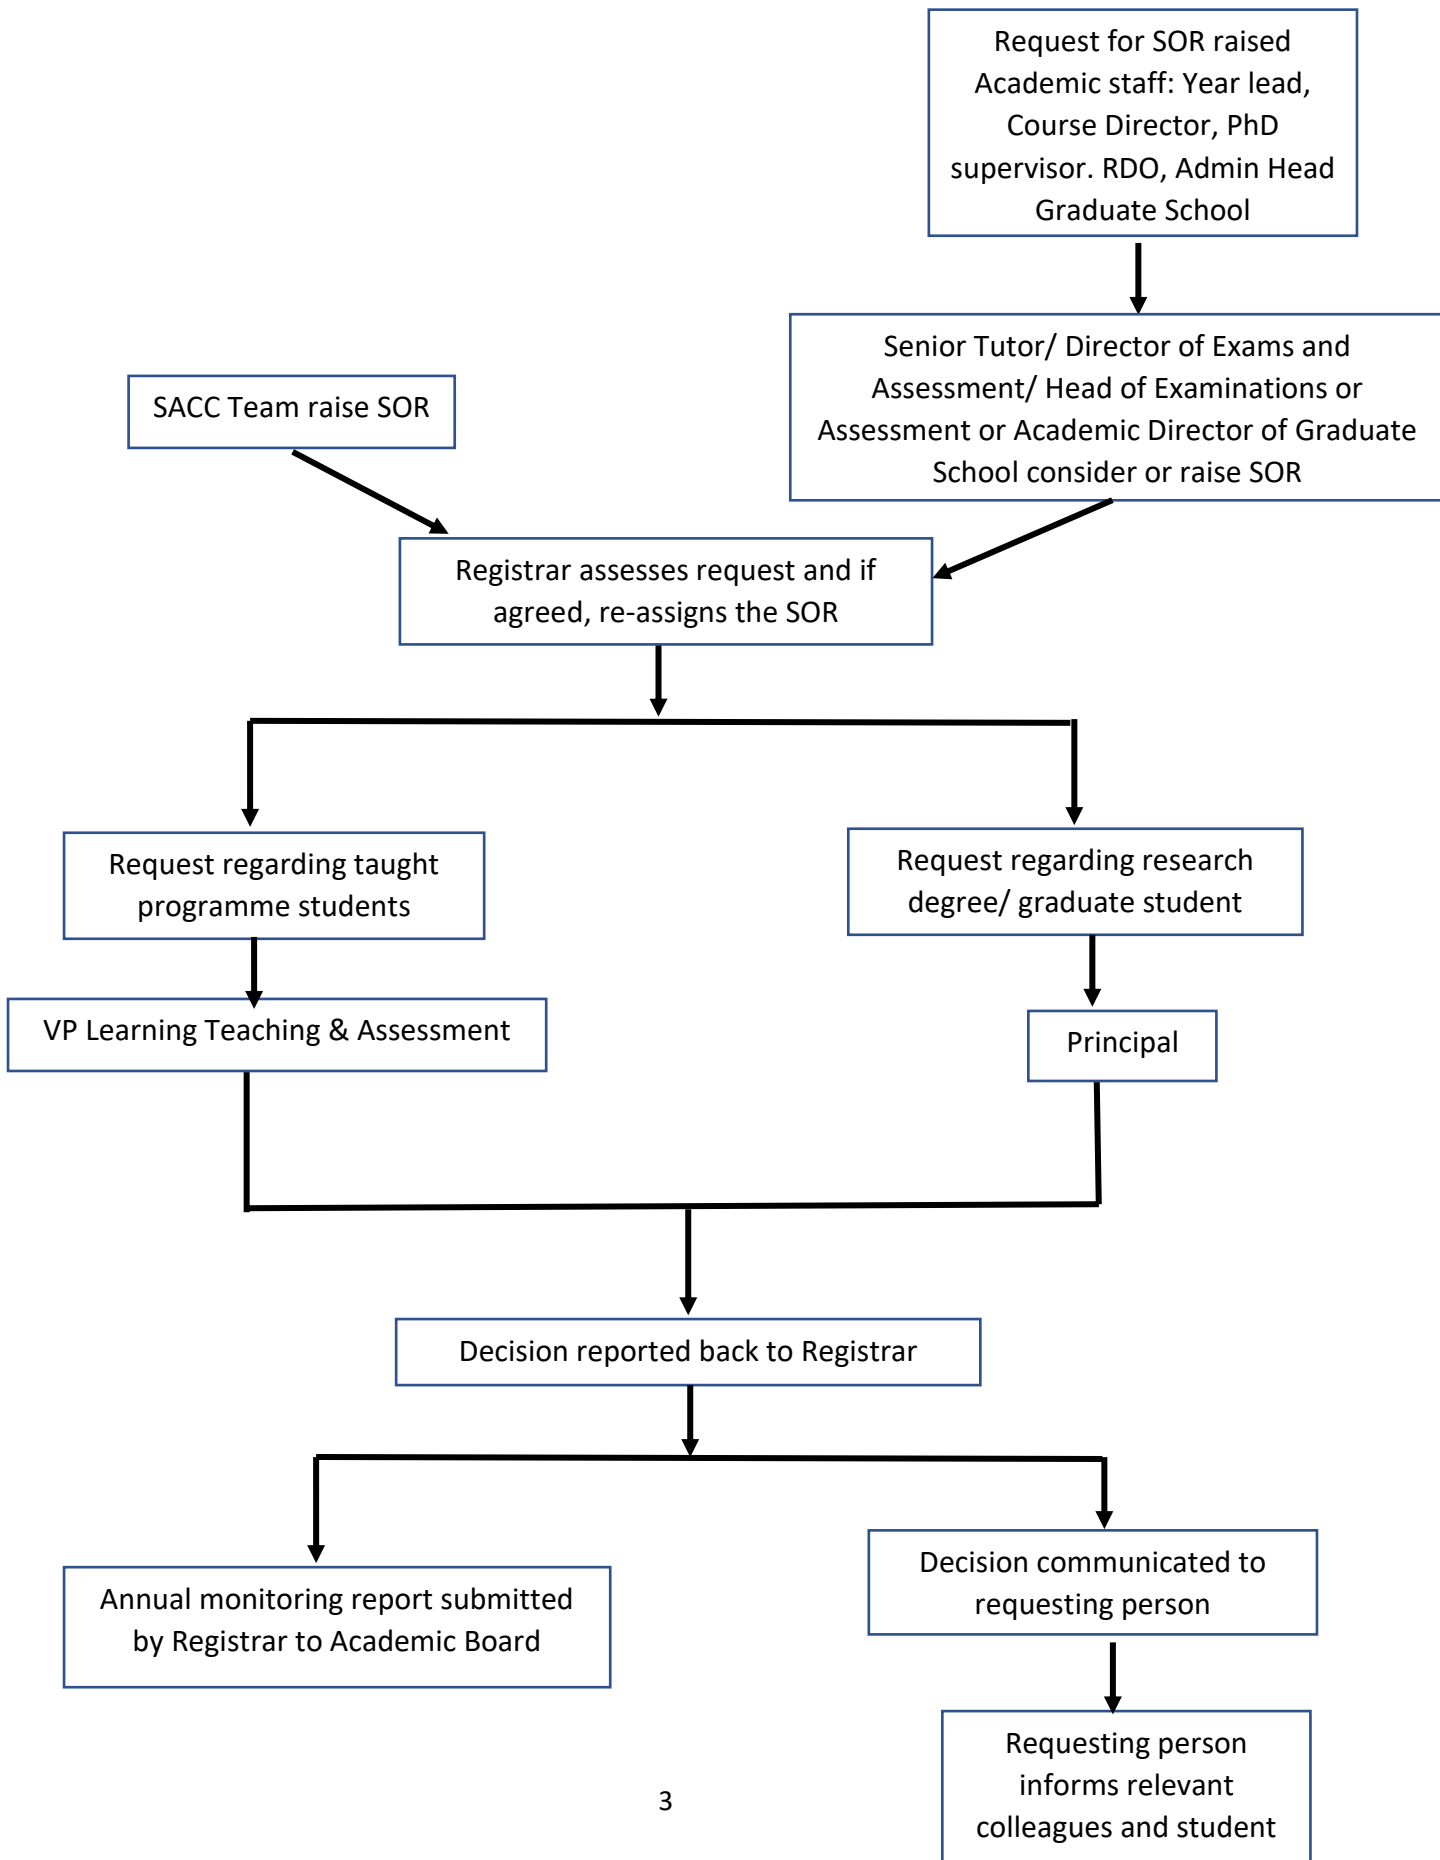 Request for SOR raised
Academic staff: Year lead,
Course Director, PhD
supervisor. RDO, Admin Head
Graduate School
Senior Tutor/ Director of Exams and
Assessment/ Head of Examinations or
Assessment or Academic Director of Graduate
School consider or raise SOR
SACC Team raise SOR
Registrar assesses request and if
agreed, re-assigns the SOR
Request regarding taught
programme students
Request regarding research
degree/ graduate student
VP Learning Teaching & Assessment
Principal
Decision reported back to Registrar
Annual monitoring report submitted
by Registrar to Academic Board
Decision communicated to
requesting person
Requesting person
informs relevant
colleagues and student
3